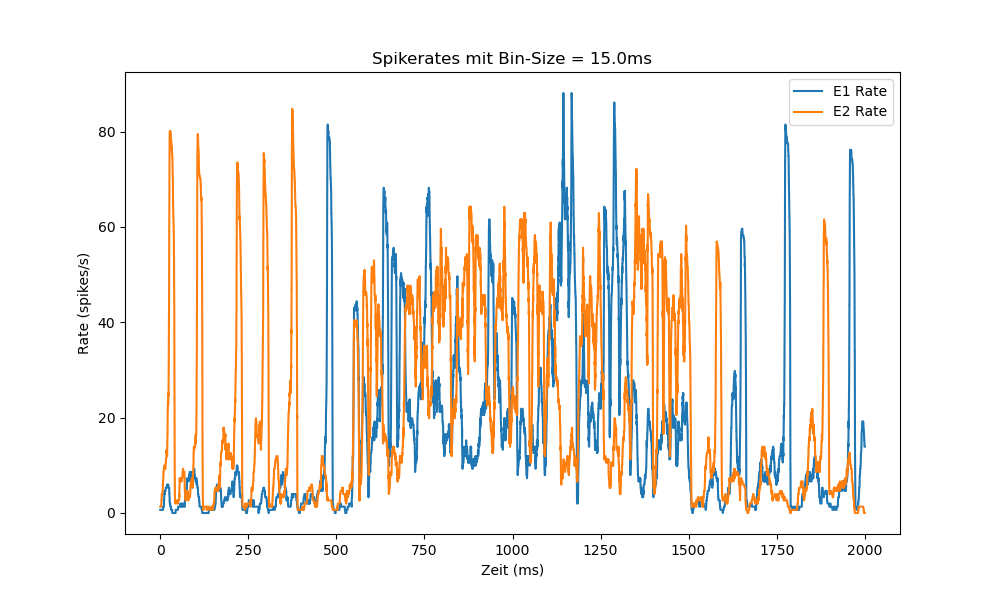 Spikerates mit Bin-Size = 15.0ms
E1 Rate
E2 Rate
Rate (spikes/s)
80
60
40
20
0
0 250 500 750 1000 1250 1500 1750 2000
Zeit (ms)